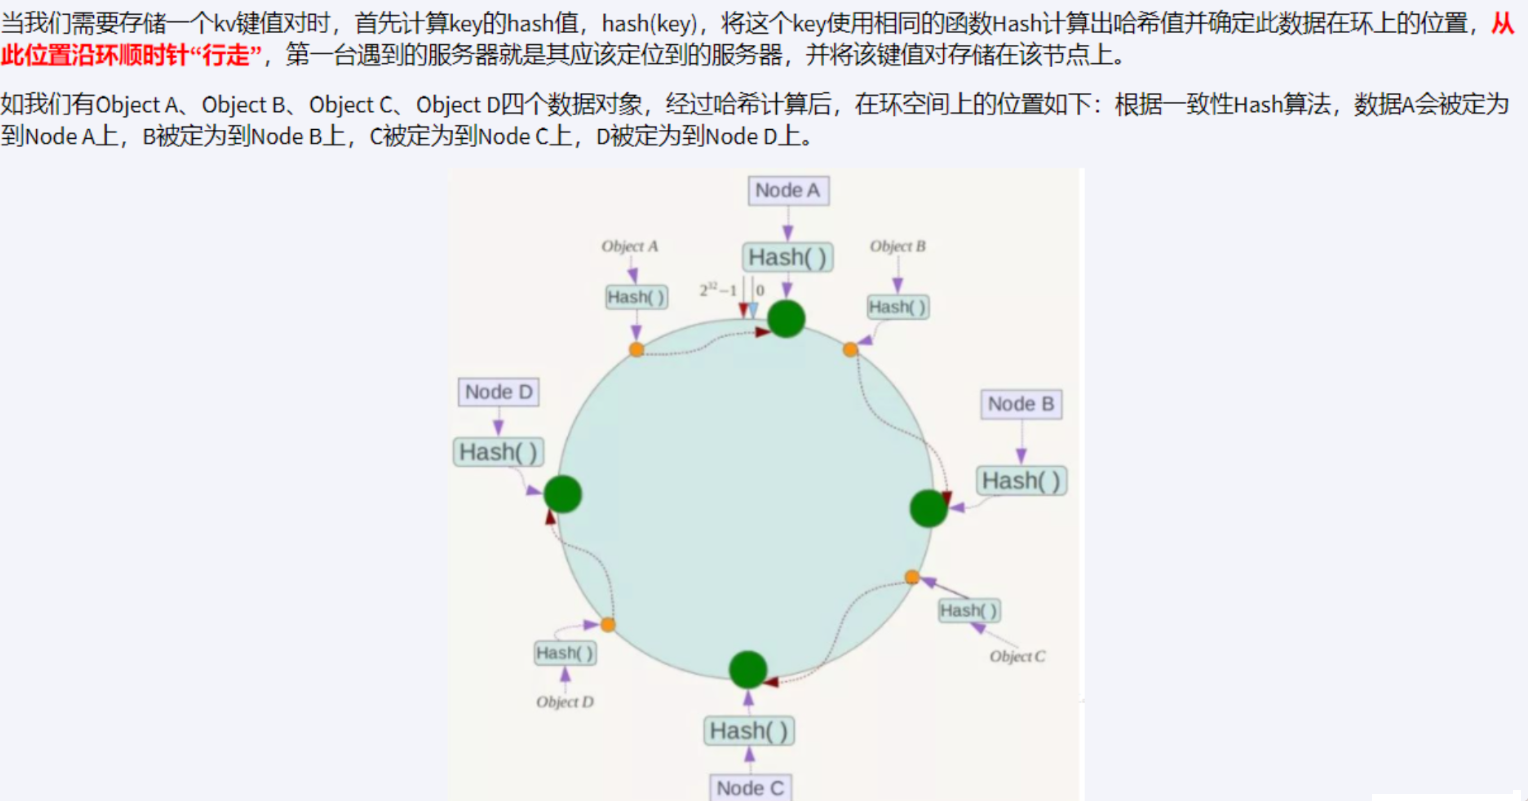 当我们需要存储一个kv键值对时，首先计算key的hash值，hash(key)，将这个key使用相同的函数Hash计算出哈希值并确定此数据在环上的位置，从
此位置沿环顺时针“行走”，第一台遇到的服务器就是其应该定位到的服务器，并将该键值对存储在该节点上。
如我们有Object A、Object B、Object C、Object D四个数据对象，经过哈希计算后，在环空间上的位置如下：根据一致性Hash算法，数据A会被定为
到Node A上，B被定为到Node B上，C被定为到Node C上，D被定为到Node D上。
Node A
Object A
Hash( )
Object B
Hash( )
2³²−1
0
Hash( )
Node D
Node B
Hash( )
Hash( )
Hash( )
Object C
Hash( )
Object D
Hash( )
Node C